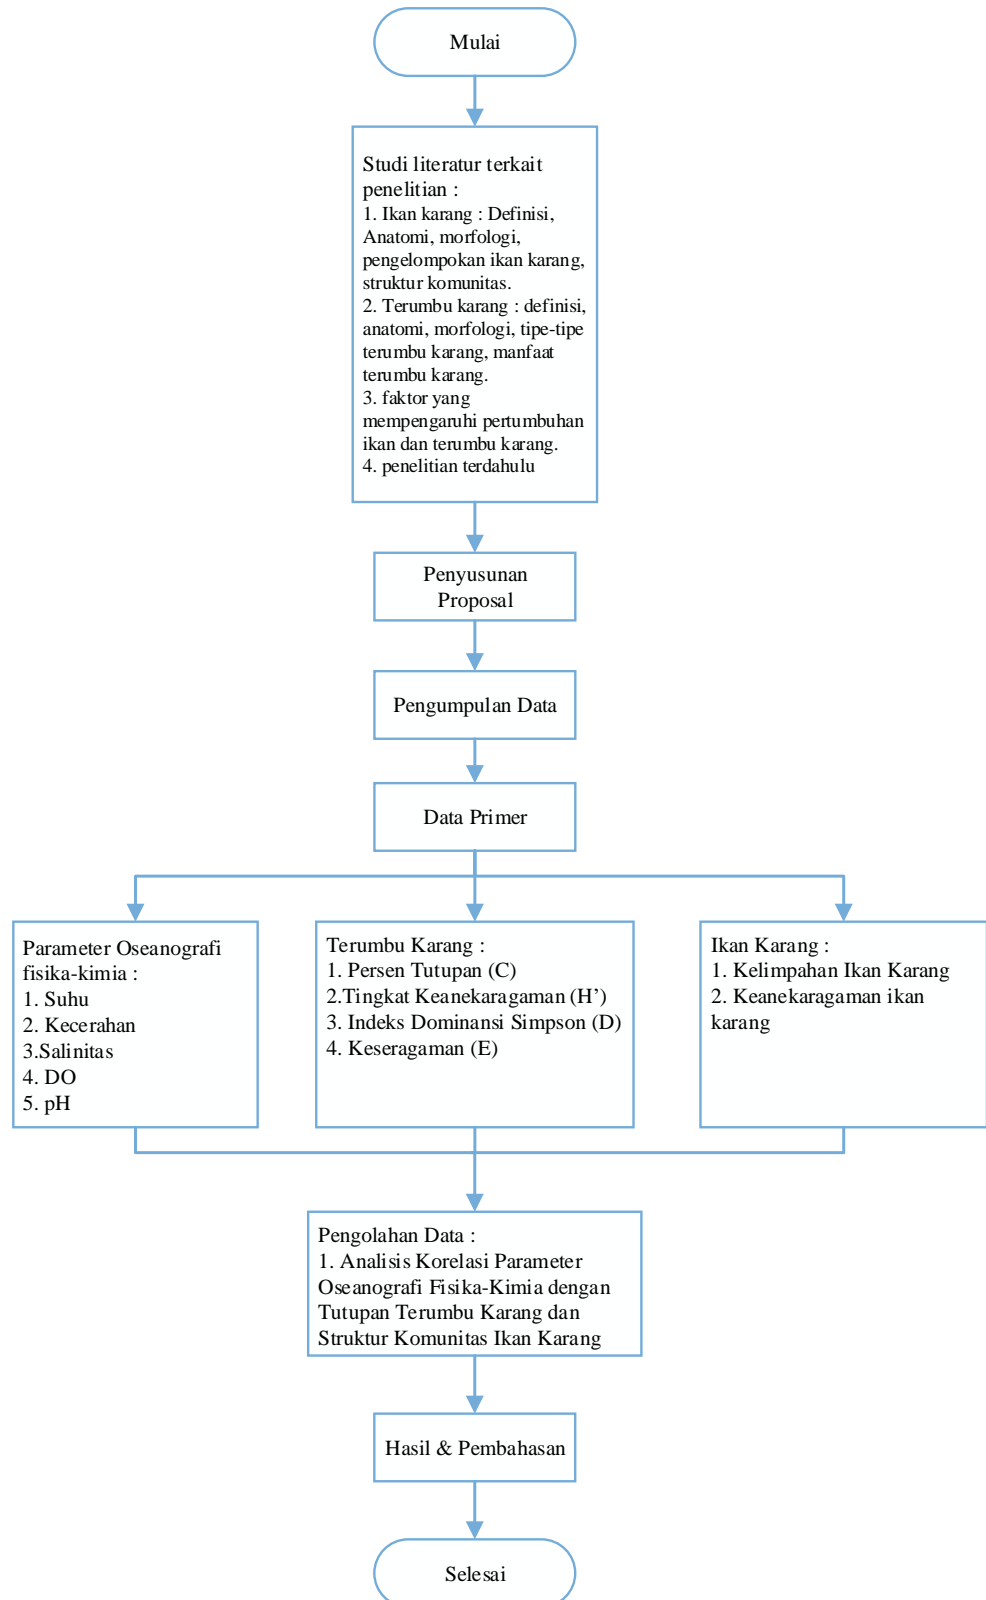 Mulai
Studi literatur terkait
penelitian :
1. Ikan karang : Definisi,
Anatomi, morfologi,
pengelompokan ikan karang,
struktur komunitas.
2. Terumbu karang : definisi,
anatomi, morfologi, tipe-tipe
terumbu karang, manfaat
terumbu karang.
3. faktor yang
mempengaruhi pertumbuhan
ikan dan terumbu karang.
4. penelitian terdahulu
Penyusunan
Proposal
Pengumpulan Data
Data Primer
Parameter Oseanografi
fisika-kimia :
1. Suhu
2. Kecerahan
3.Salinitas
4. DO
5. pH
Terumbu Karang :
1. Persen Tutupan (C)
2.Tingkat Keanekaragaman (H’)
3. Indeks Dominansi Simpson (D)
4. Keseragaman (E)
Ikan Karang :
1. Kelimpahan Ikan Karang
2. Keanekaragaman ikan
karang
Pengolahan Data :
1. Analisis Korelasi Parameter
Oseanografi Fisika-Kimia dengan
Tutupan Terumbu Karang dan
Struktur Komunitas Ikan Karang
Hasil & Pembahasan
Selesai